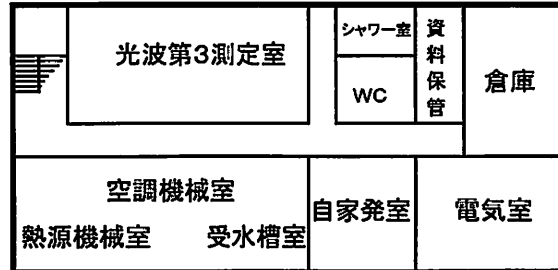 光波第3測定室
シャワー室
WC
資料保管
倉庫
空調機械室
熱源機械室
受水槽室
自家発室
電気室